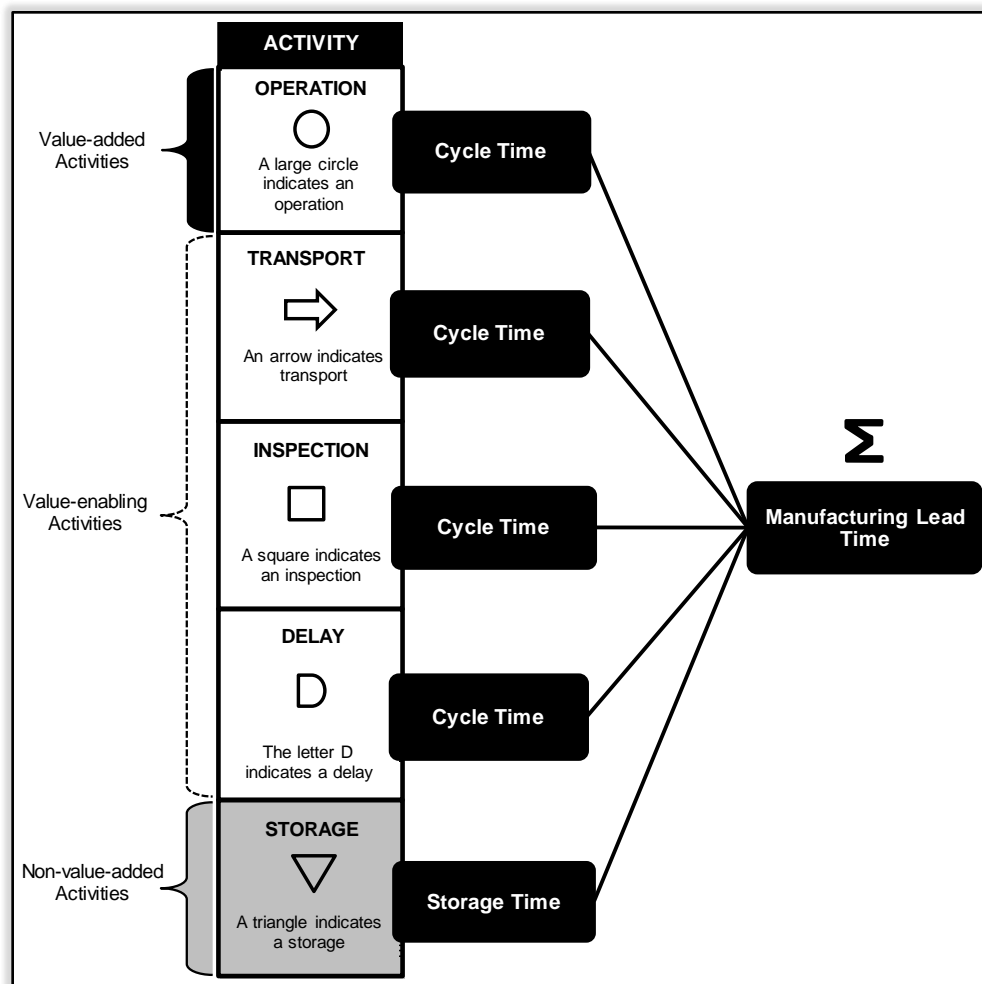 ACTIVITY
OPERATION
A large circle
indicates an
operation
Value-added
Activities
Cycle Time
TRANSPORT
An arrow indicates
transport
Cycle Time
INSPECTION
A square indicates
an inspection
Value-enabling
Activities
Cycle Time
Σ
Manufacturing Lead
Time
DELAY
The letter D
indicates a delay
Cycle Time
STORAGE
A triangle indicates
a storage
Non-value-added
Activities
Storage Time